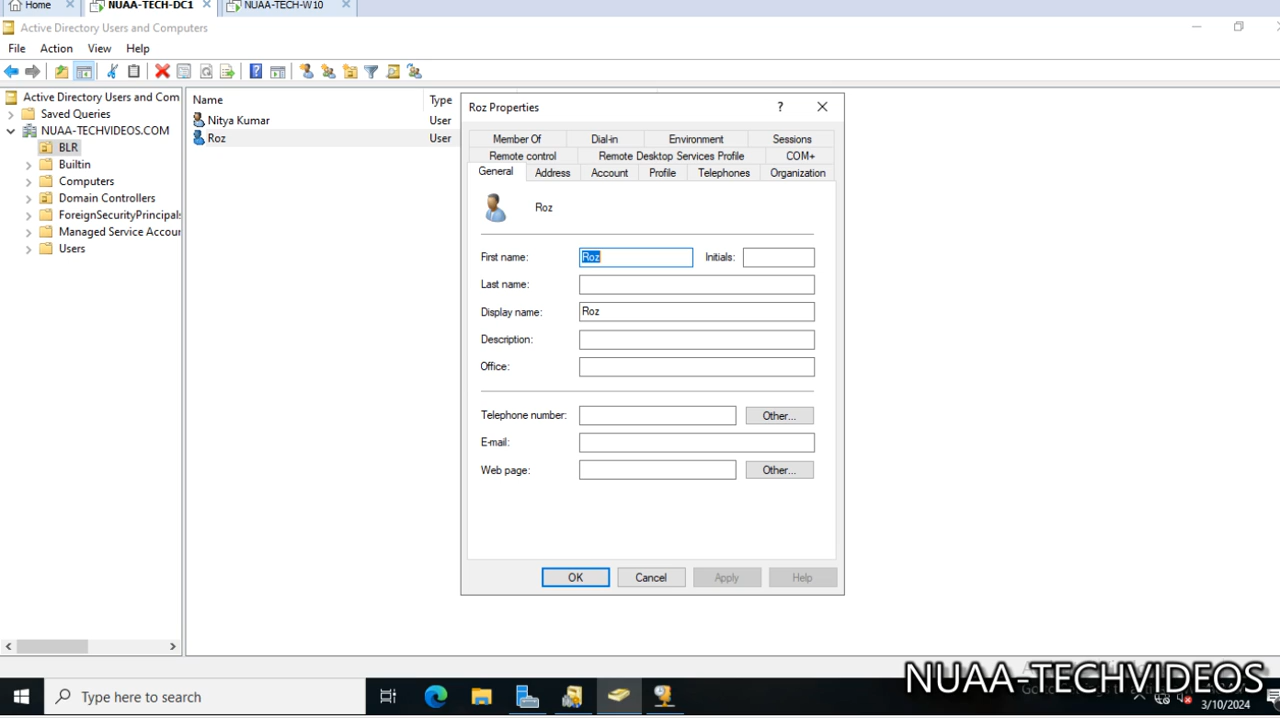 Home NUAA-TECH-DC1 NUAA-TECH-W10
Active Directory Users and Computers
File Action View Help
Active Directory Users and Com
Saved Queries
NUAA-TECHVIDEOS.COM
BLR
Builtin
Computers
Domain Controllers
ForeignSecurityPrincipals
Managed Service Accour
Users
Name Type
Nitya Kumar User
Roz User
Roz Properties
Member Of Dial-in Environment Sessions
Remote control Remote Desktop Services Profile COM+
General Address Account Profile Telephones Organization
Roz
First name: Roz Initials:
Last name:
Display name: Roz
Description:
Office:
Telephone number: Other...
E-mail:
Web page: Other...
OK Cancel Apply Help
NUAA-TECHVIDEOS
Type here to search
3/10/2024